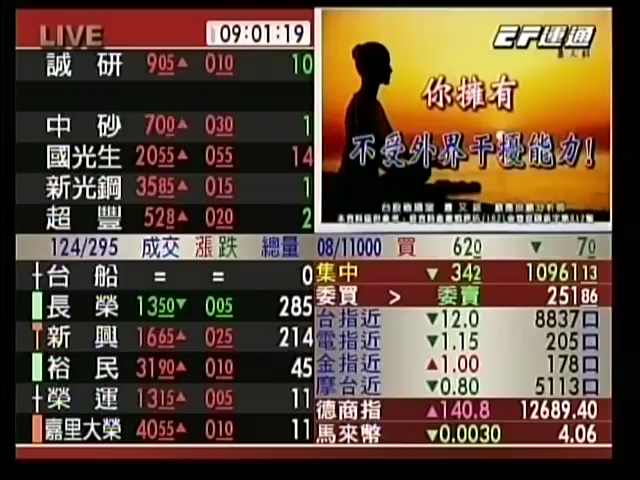 LIVE 09:01:19
誠研 905▲ 010 10
中砂 700▲ 030 1
國光生 2055▲ 055 14
新光鋼 3585▲ 015 1
超豐 528▲ 020 2
124/295 成交 漲跌 總量
台船 = = 0
長榮 1350▼ 005 285
新興 1665▲ 025 214
裕民 3190▲ 010 45
榮運 1315▲ 005 11
嘉里大榮 4055▲ 010 11
運通
你擁有
不受外界干擾能力!
08/11000 買 620 ▼ 70
集中 ▼ 342 1096113
委買 > 委賣 25186
台指近 ▼12.0 8837口
電指近 ▼1.15 205口
金指近 ▲1.00 178口
摩台近 ▼0.80 5113口
德商指 ▲140.8 12689.40
馬來幣 ▼0.0030 4.06